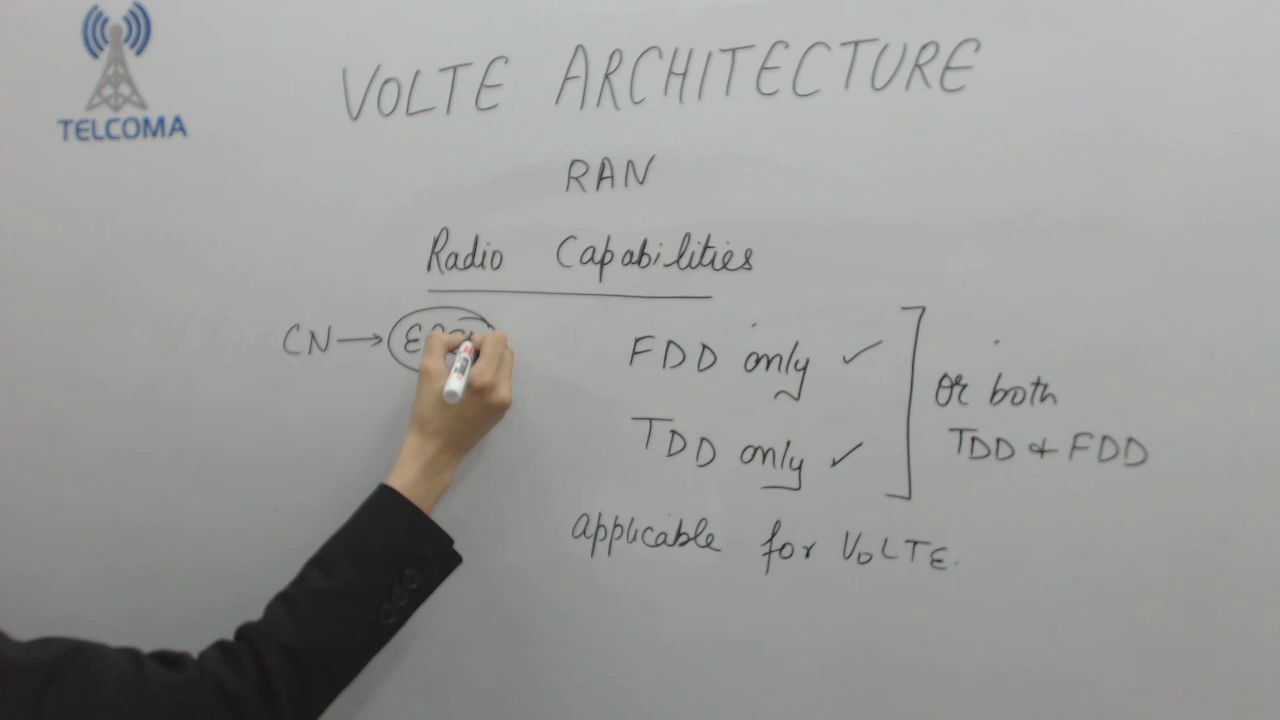 TELCOMA
VOLTE ARCHITECTURE
RAN
Radio Capabilities
CN →
FDD only ✓
TDD only ✓
or both
TDD & FDD
applicable for VoLTE.